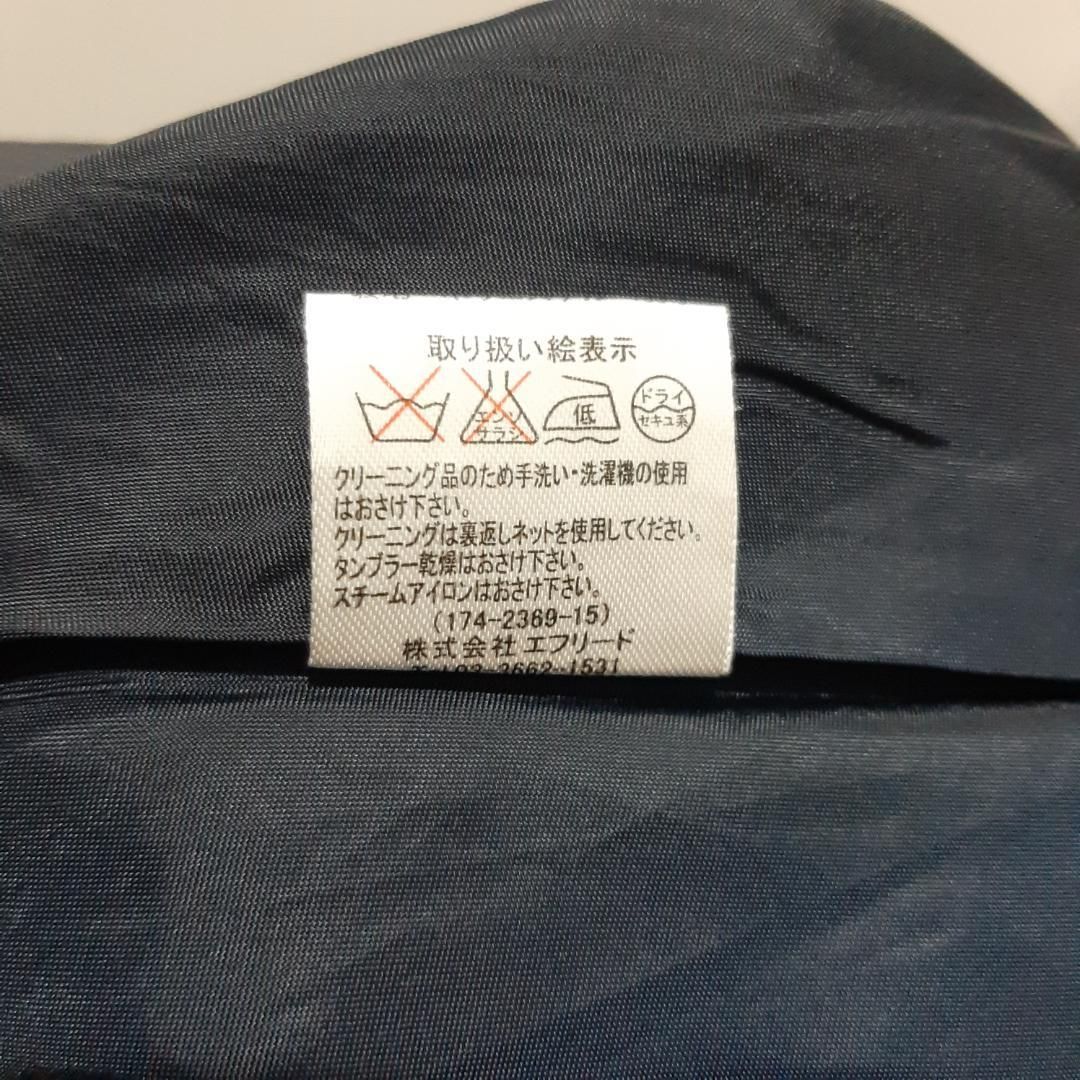 取り扱い絵表示
エンソ
サラシ
低
ドライ
セキユ系
クリーニング品のため手洗い・洗濯機の使用
はおさけ下さい。
クリーニングは裏返しネットを使用してください。
タンブラー乾燥はおさけ下さい。
スチームアイロンはおさけ下さい。
(174-2369-15)
株式会社 エフリード
03-3662-1531